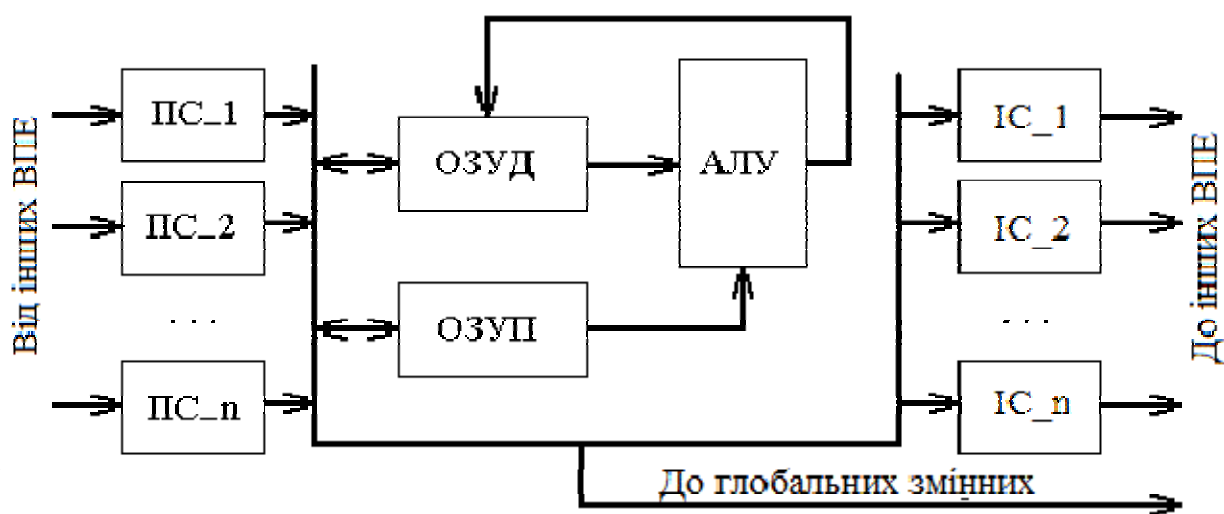 Від інших ВПЕ
ПС_1
ПС_2
. . .
ПС_n
ОЗУД
ОЗУП
АЛУ
ІС_1
ІС_2
. . .
ІС_n
До інших ВПЕ
До глобальних змінних